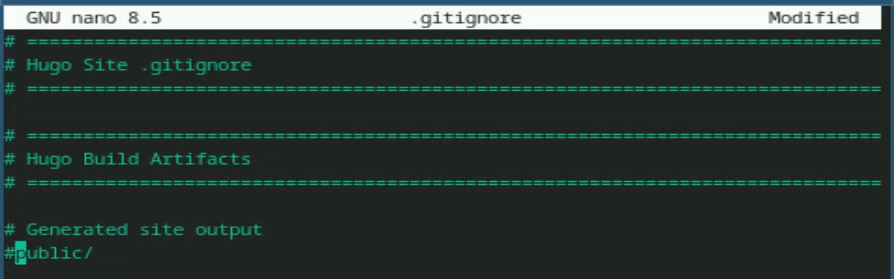 GNU nano 8.5 .gitignore Modified
# ============================================================================
# Hugo Site .gitignore
# ============================================================================
# ============================================================================
# Hugo Build Artifacts
# ============================================================================
# Generated site output
#public/